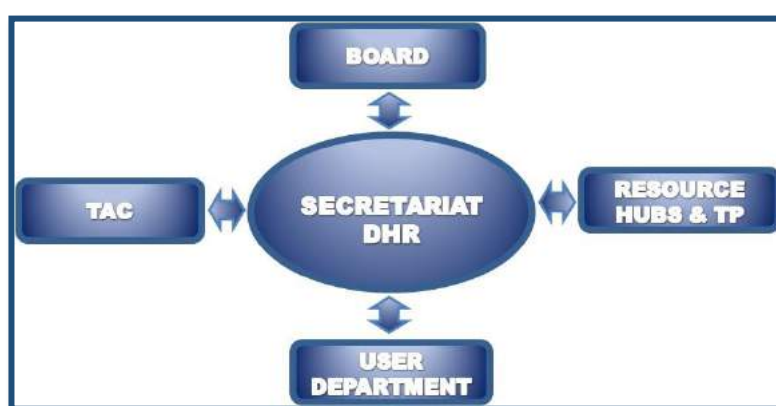 BOARD
TAC
SECRETARIAT
DHR
RESOURCE
HUBS & TP
USER
DEPARTMENT